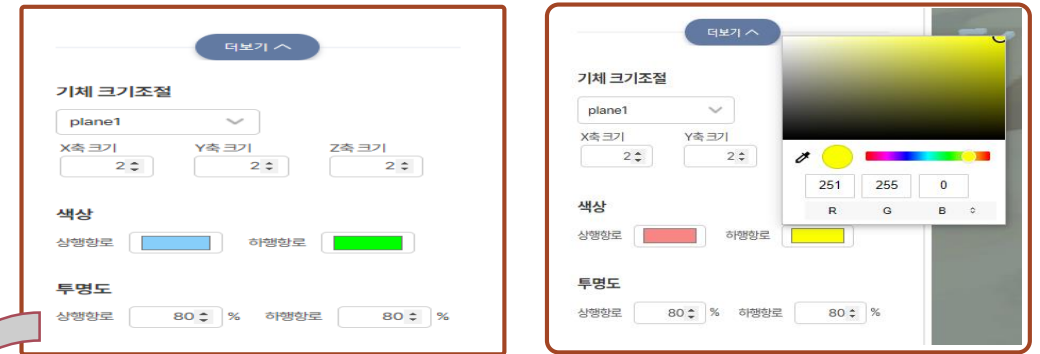 더보기
기체 크기조절
plane1
X축 크기 Y축 크기 Z축 크기
2 2 2
색상
상행항로 하행항로
투명도
상행항로 80 % 하행항로 80 %
더보기
기체 크기조절
plane1
X축 크기 Y축 크기
2 2
251 255 0
R G B
색상
상행항로 하행항로
투명도
상행항로 80 % 하행항로 80 %